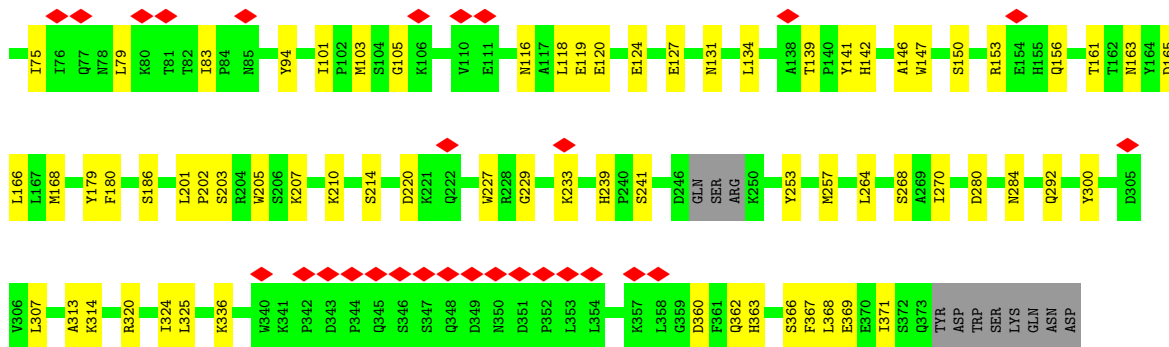 I75 I76 Q77 N78 L79 K80 T81 T82 I83 P84 N85 Y94 I101 P102 M103 S104 G105 K106 V110 E111 N116 A117 L118 E119 E120 E124 E127 N131 L134 A138 T139 P140 Y141 H142 A146 W147 S150 R153 E154 H155 Q156 T161 T162 N163 Y164 D165
L166 L167 M168 Y179 F180 S186 L201 P202 S203 R204 W205 S206 K207 K210 S214 D220 K221 Q222 W227 R228 G229 K233 H239 P240 S241 D246 GLN SER ARG K250 Y253 M257 L264 S268 A269 I270 D280 N284 Q292 Y300 D305
V306 L307 A313 K314 R320 I324 L325 K336 W340 K341 P342 D343 P344 Q345 S346 S347 Q348 D349 N350 D351 P352 L353 L354 K357 L358 G359 D360 F361 Q362 H363 S366 F367 L368 E369 E370 I371 S372 Q373 TYR ASP TRP SER LYS GLN ASN ASP